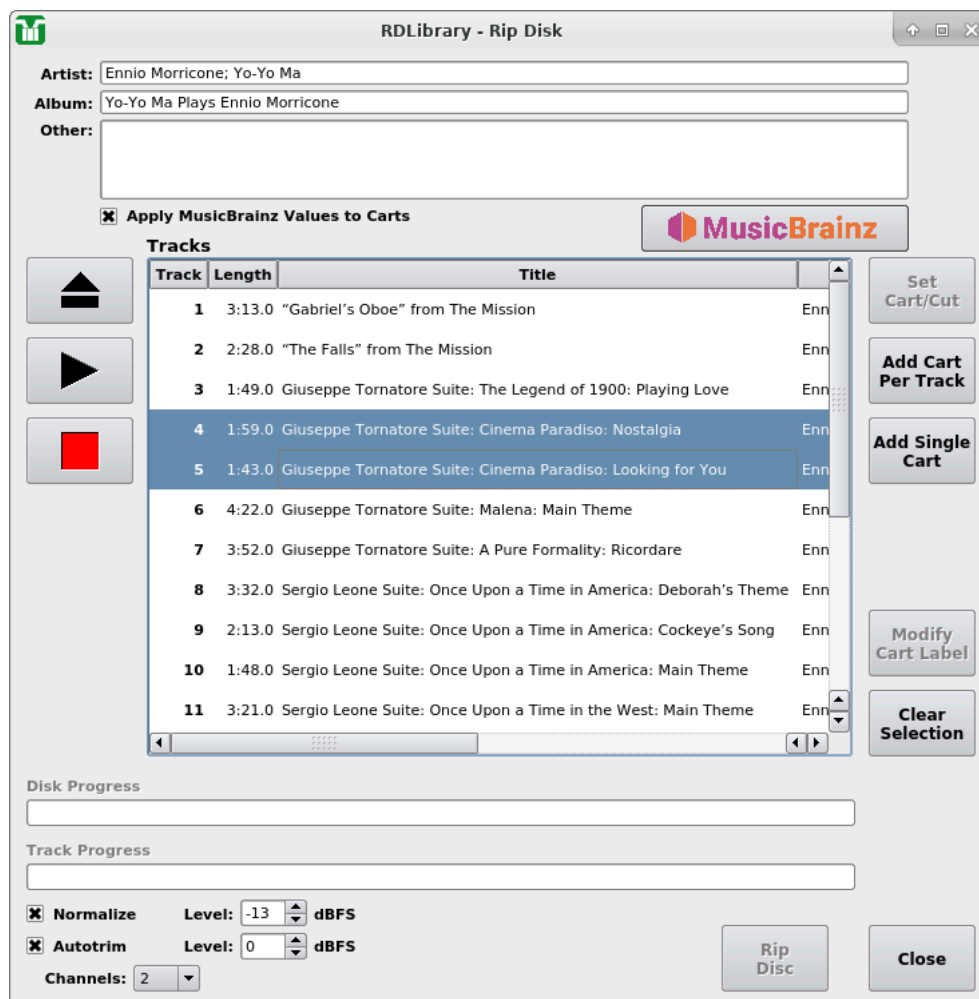 RDLibrary - Rip Disk
Artist: Ennio Morricone; Yo-Yo Ma
Album: Yo-Yo Ma Plays Ennio Morricone
Other:
Apply MusicBrainz Values to Carts
MusicBrainz
Tracks
Track Length Title
1 3:13.0 “Gabriel’s Oboe” from The Mission Enn
2 2:28.0 “The Falls” from The Mission Enn
3 1:49.0 Giuseppe Tornatore Suite: The Legend of 1900: Playing Love Enn
4 1:59.0 Giuseppe Tornatore Suite: Cinema Paradiso: Nostalgia Enn
5 1:43.0 Giuseppe Tornatore Suite: Cinema Paradiso: Looking for You Enn
6 4:22.0 Giuseppe Tornatore Suite: Malena: Main Theme Enn
7 3:52.0 Giuseppe Tornatore Suite: A Pure Formality: Ricordare Enn
8 3:32.0 Sergio Leone Suite: Once Upon a Time in America: Deborah’s Theme Enn
9 2:13.0 Sergio Leone Suite: Once Upon a Time in America: Cockeye’s Song Enn
10 1:48.0 Sergio Leone Suite: Once Upon a Time in America: Main Theme Enn
11 3:21.0 Sergio Leone Suite: Once Upon a Time in the West: Main Theme Enn
Set
Cart/Cut
Add Cart
Per Track
Add Single
Cart
Modify
Cart Label
Clear
Selection
Disk Progress
Track Progress
Normalize Level: -13 dBFS
Autotrim Level: 0 dBFS
Channels: 2
Rip
Disc
Close